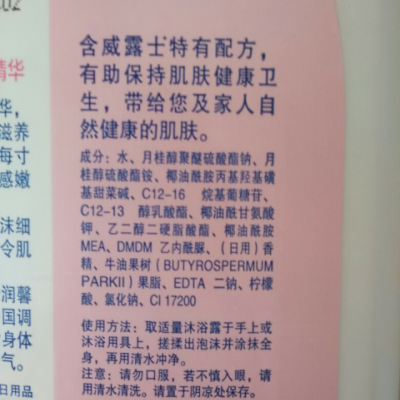 清华
华,
滋养
每寸
感嫩
沫细
令肌
润馨
国调
身体
气。
日用品
含威露士特有配方,
有助保持肌肤健康卫
生，带给您及家人自
然健康的肌肤。
成分：水、月桂醇聚醚硫酸酯钠、月
桂醇硫酸酯铵、椰油酰胺丙基羟基磺
基甜菜碱、C12-16 烷基葡糖苷、
C12-13 醇乳酸酯、椰油酰甘氨酸
钾、乙二醇二硬脂酸酯、椰油酰胺
MEA、DMDM 乙内酰脲、（日用）香
精、牛油果树（BUTYROSPERMUM
PARKII）果脂、EDTA 二钠、柠檬
酸、氯化钠、CI 17200
使用方法：取适量沐浴露于手上或
沐浴用具上，搓揉出泡沫并涂抹全
身，再用清水冲净。
注意：请勿口服，若不慎入眼，请
用清水清洗。请置于阴凉处保存。